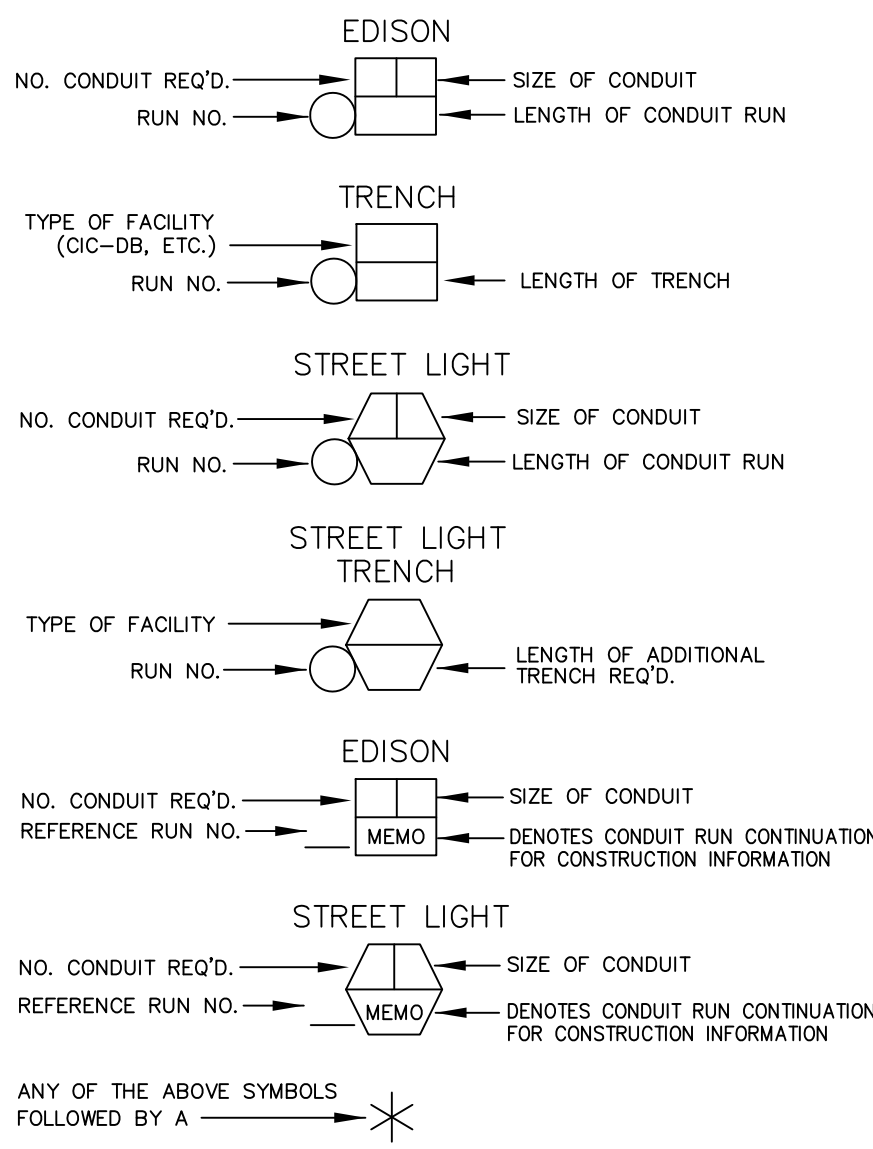 EDISON
NO. CONDUIT REQ'D.
SIZE OF CONDUIT
RUN NO.
LENGTH OF CONDUIT RUN
TRENCH
TYPE OF FACILITY
(CIC-DB, ETC.)
RUN NO.
LENGTH OF TRENCH
STREET LIGHT
NO. CONDUIT REQ'D.
SIZE OF CONDUIT
RUN NO.
LENGTH OF CONDUIT RUN
STREET LIGHT
TRENCH
TYPE OF FACILITY
RUN NO.
LENGTH OF ADDITIONAL
TRENCH REQ'D.
EDISON
NO. CONDUIT REQ'D.
SIZE OF CONDUIT
REFERENCE RUN NO.
MEMO
DENOTES CONDUIT RUN CONTINUATION
FOR CONSTRUCTION INFORMATION
STREET LIGHT
NO. CONDUIT REQ'D.
SIZE OF CONDUIT
REFERENCE RUN NO.
MEMO
DENOTES CONDUIT RUN CONTINUATION
FOR CONSTRUCTION INFORMATION
ANY OF THE ABOVE SYMBOLS
FOLLOWED BY A